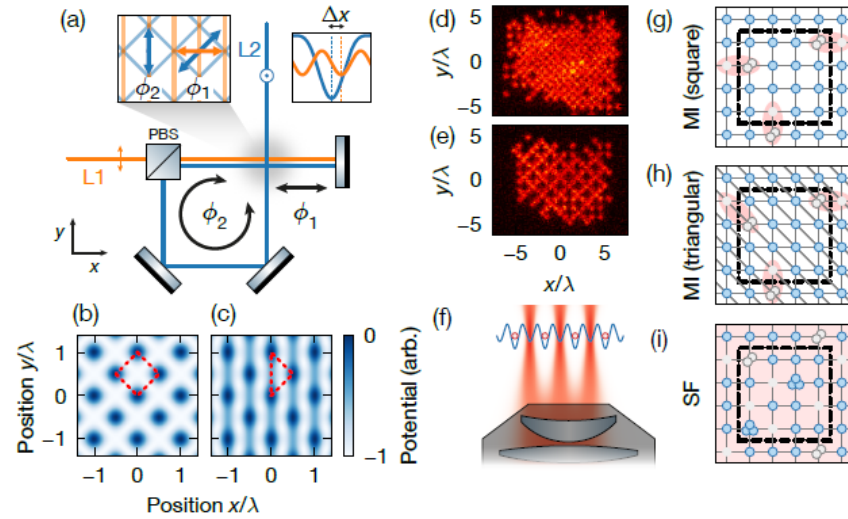 (a)
Δx
L2
ϕ2
ϕ1
PBS
L1
ϕ2
ϕ1
y
x
(b)
(c)
Position y/λ
1
0
−1
−1
0
1
−1
0
1
Position x/λ
0
−1
Potential (arb.)
(d)
y/λ
5
0
−5
(e)
y/λ
5
0
−5
−5
0
5
x/λ
(f)
(g)
MI (square)
(h)
MI (triangular)
(i)
SF